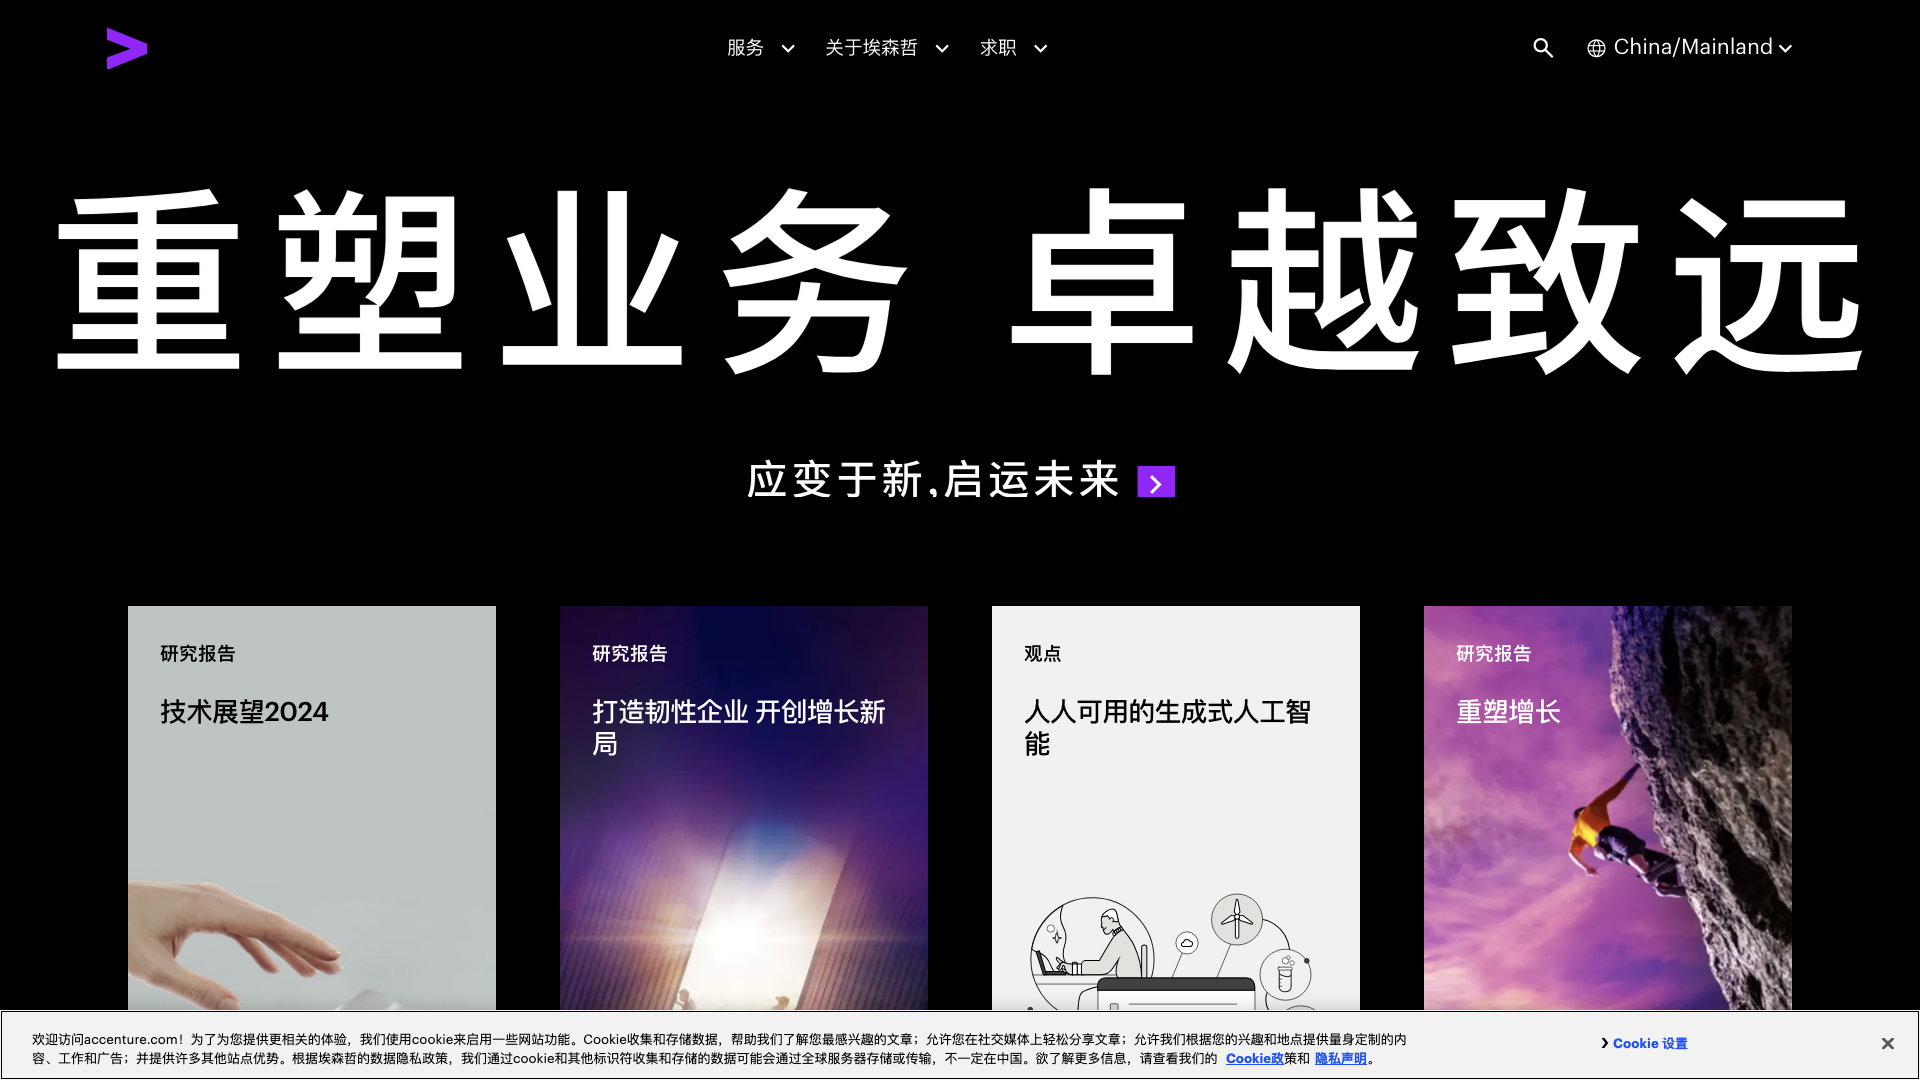 服务
关于埃森哲
求职
China/Mainland
重塑业务 卓越致远
应变于新,启运未来
研究报告
技术展望2024
研究报告
打造韧性企业 开创增长新
局
观点
人人可用的生成式人工智
能
研究报告
重塑增长
欢迎访问accenture.com！为了为您提供更相关的体验，我们使用cookie来启用一些网站功能。Cookie收集和存储数据，帮助我们了解您最感兴趣的文章；允许您在社交媒体上轻松分享文章；允许我们根据您的兴趣和地点提供量身定制的内
容、工作和广告；并提供许多其他站点优势。根据埃森哲的数据隐私政策，我们通过cookie和其他标识符收集和存储的数据可能会通过全球服务器存储或传输，不一定在中国。欲了解更多信息，请查看我们的 Cookie政策和 隐私声明。
Cookie 设置